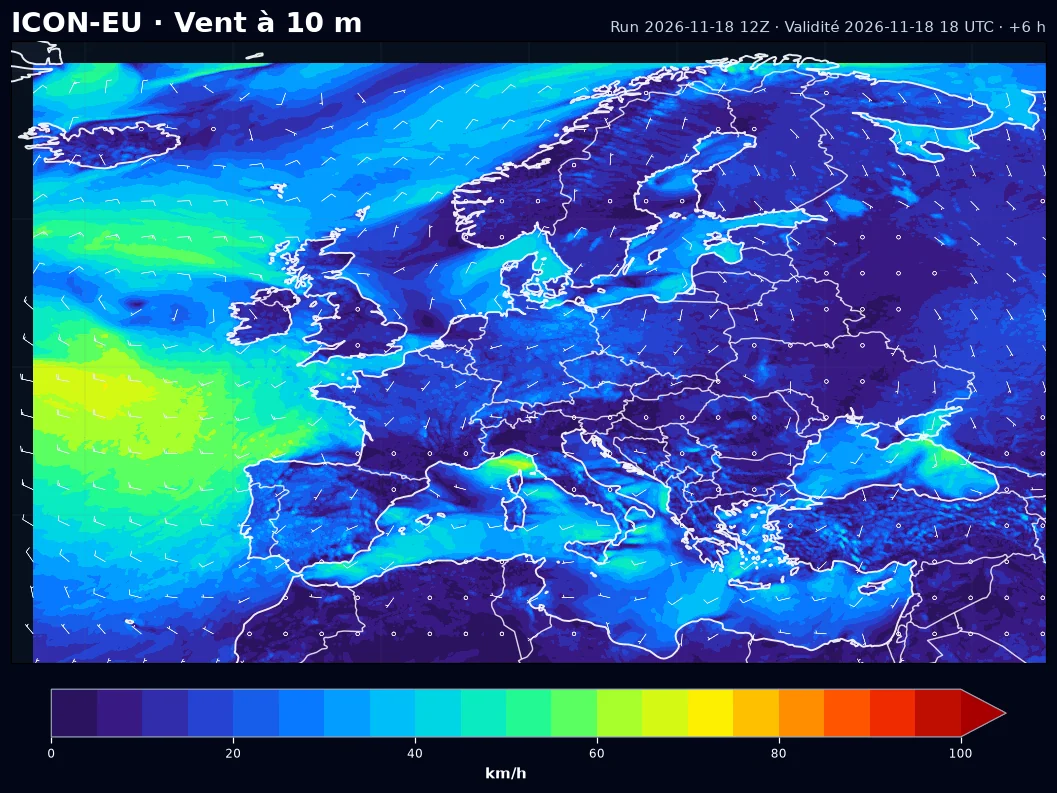 ICON-EU · Vent à 10 m
Run 2026-11-18 12Z · Validité 2026-11-18 18 UTC · +6 h
0 20 40 60 80 100
km/h